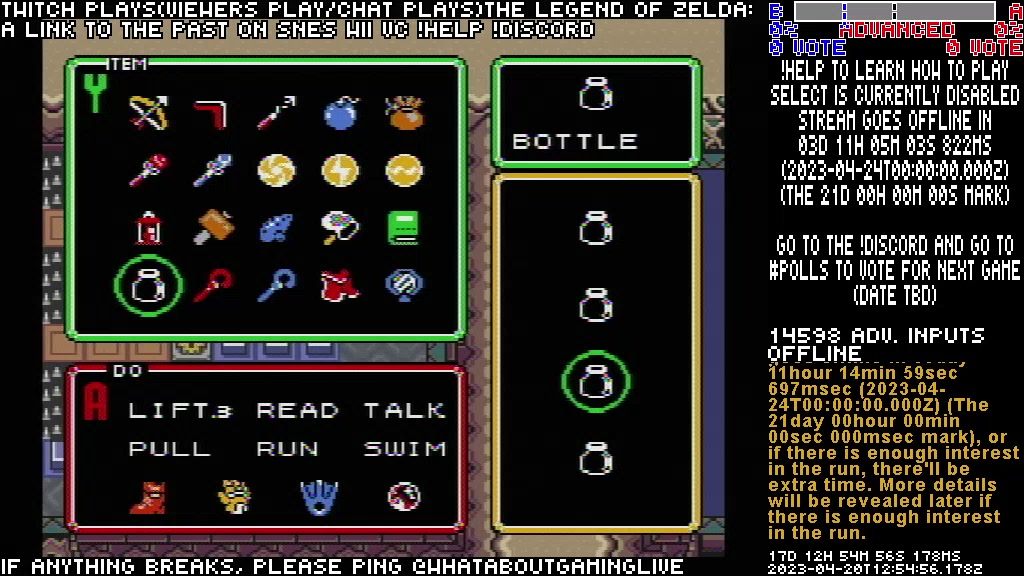 TWITCH PLAYS(VIEWERS PLAY/CHAT PLAYS)THE LEGEND OF ZELDA:
A LINK TO THE PAST ON SNES WII VC !HELP !DISCORD
ITEM
Y
BOTTLE
DO
A
LIFT.3 READ TALK
PULL RUN SWIM
IF ANYTHING BREAKS, PLEASE PING @WHATABOUTGAMINGLIVE
B A
0% ADVANCED 0%
0 VOTE 0 VOTE
!HELP TO LEARN HOW TO PLAY
SELECT IS CURRENTLY DISABLED
STREAM GOES OFFLINE IN
03D 11H 05M 03S 822MS
(2023-04-24T00:00:00.000Z)
(THE 21D 00H 00M 00S MARK)
GO TO THE !DISCORD AND GO TO
#POLLS TO VOTE FOR NEXT GAME
(DATE TBD)
14598 ADV. INPUTS
OFFLINE
11hour 14min 59sec
697msec (2023-04-
24T00:00:00.000Z) (The
21day 00hour 00min
00sec 000msec mark), or
if there is enough interest
in the run, there'll be
extra time. More details
will be revealed later if
there is enough interest
in the run.
17D 12H 54M 56S 178MS
2023-04-20T12:54:56.178Z